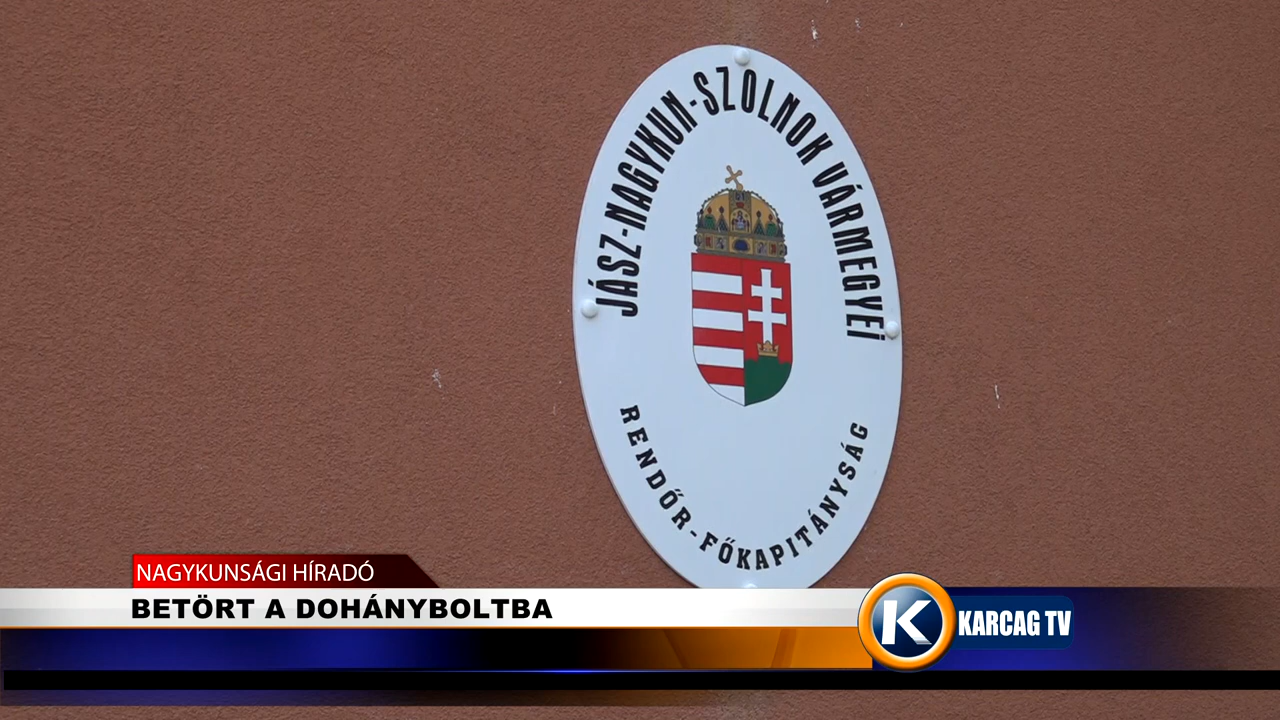 JÁSZ-NAGYKUN-SZOLNOK VÁRMEGYEI
RENDŐR-FŐKAPITÁNYSÁG
NAGYKUNSÁGI HÍRADÓ
BETÖRT A DOHÁNYBOLTBA
K KARCAG TV